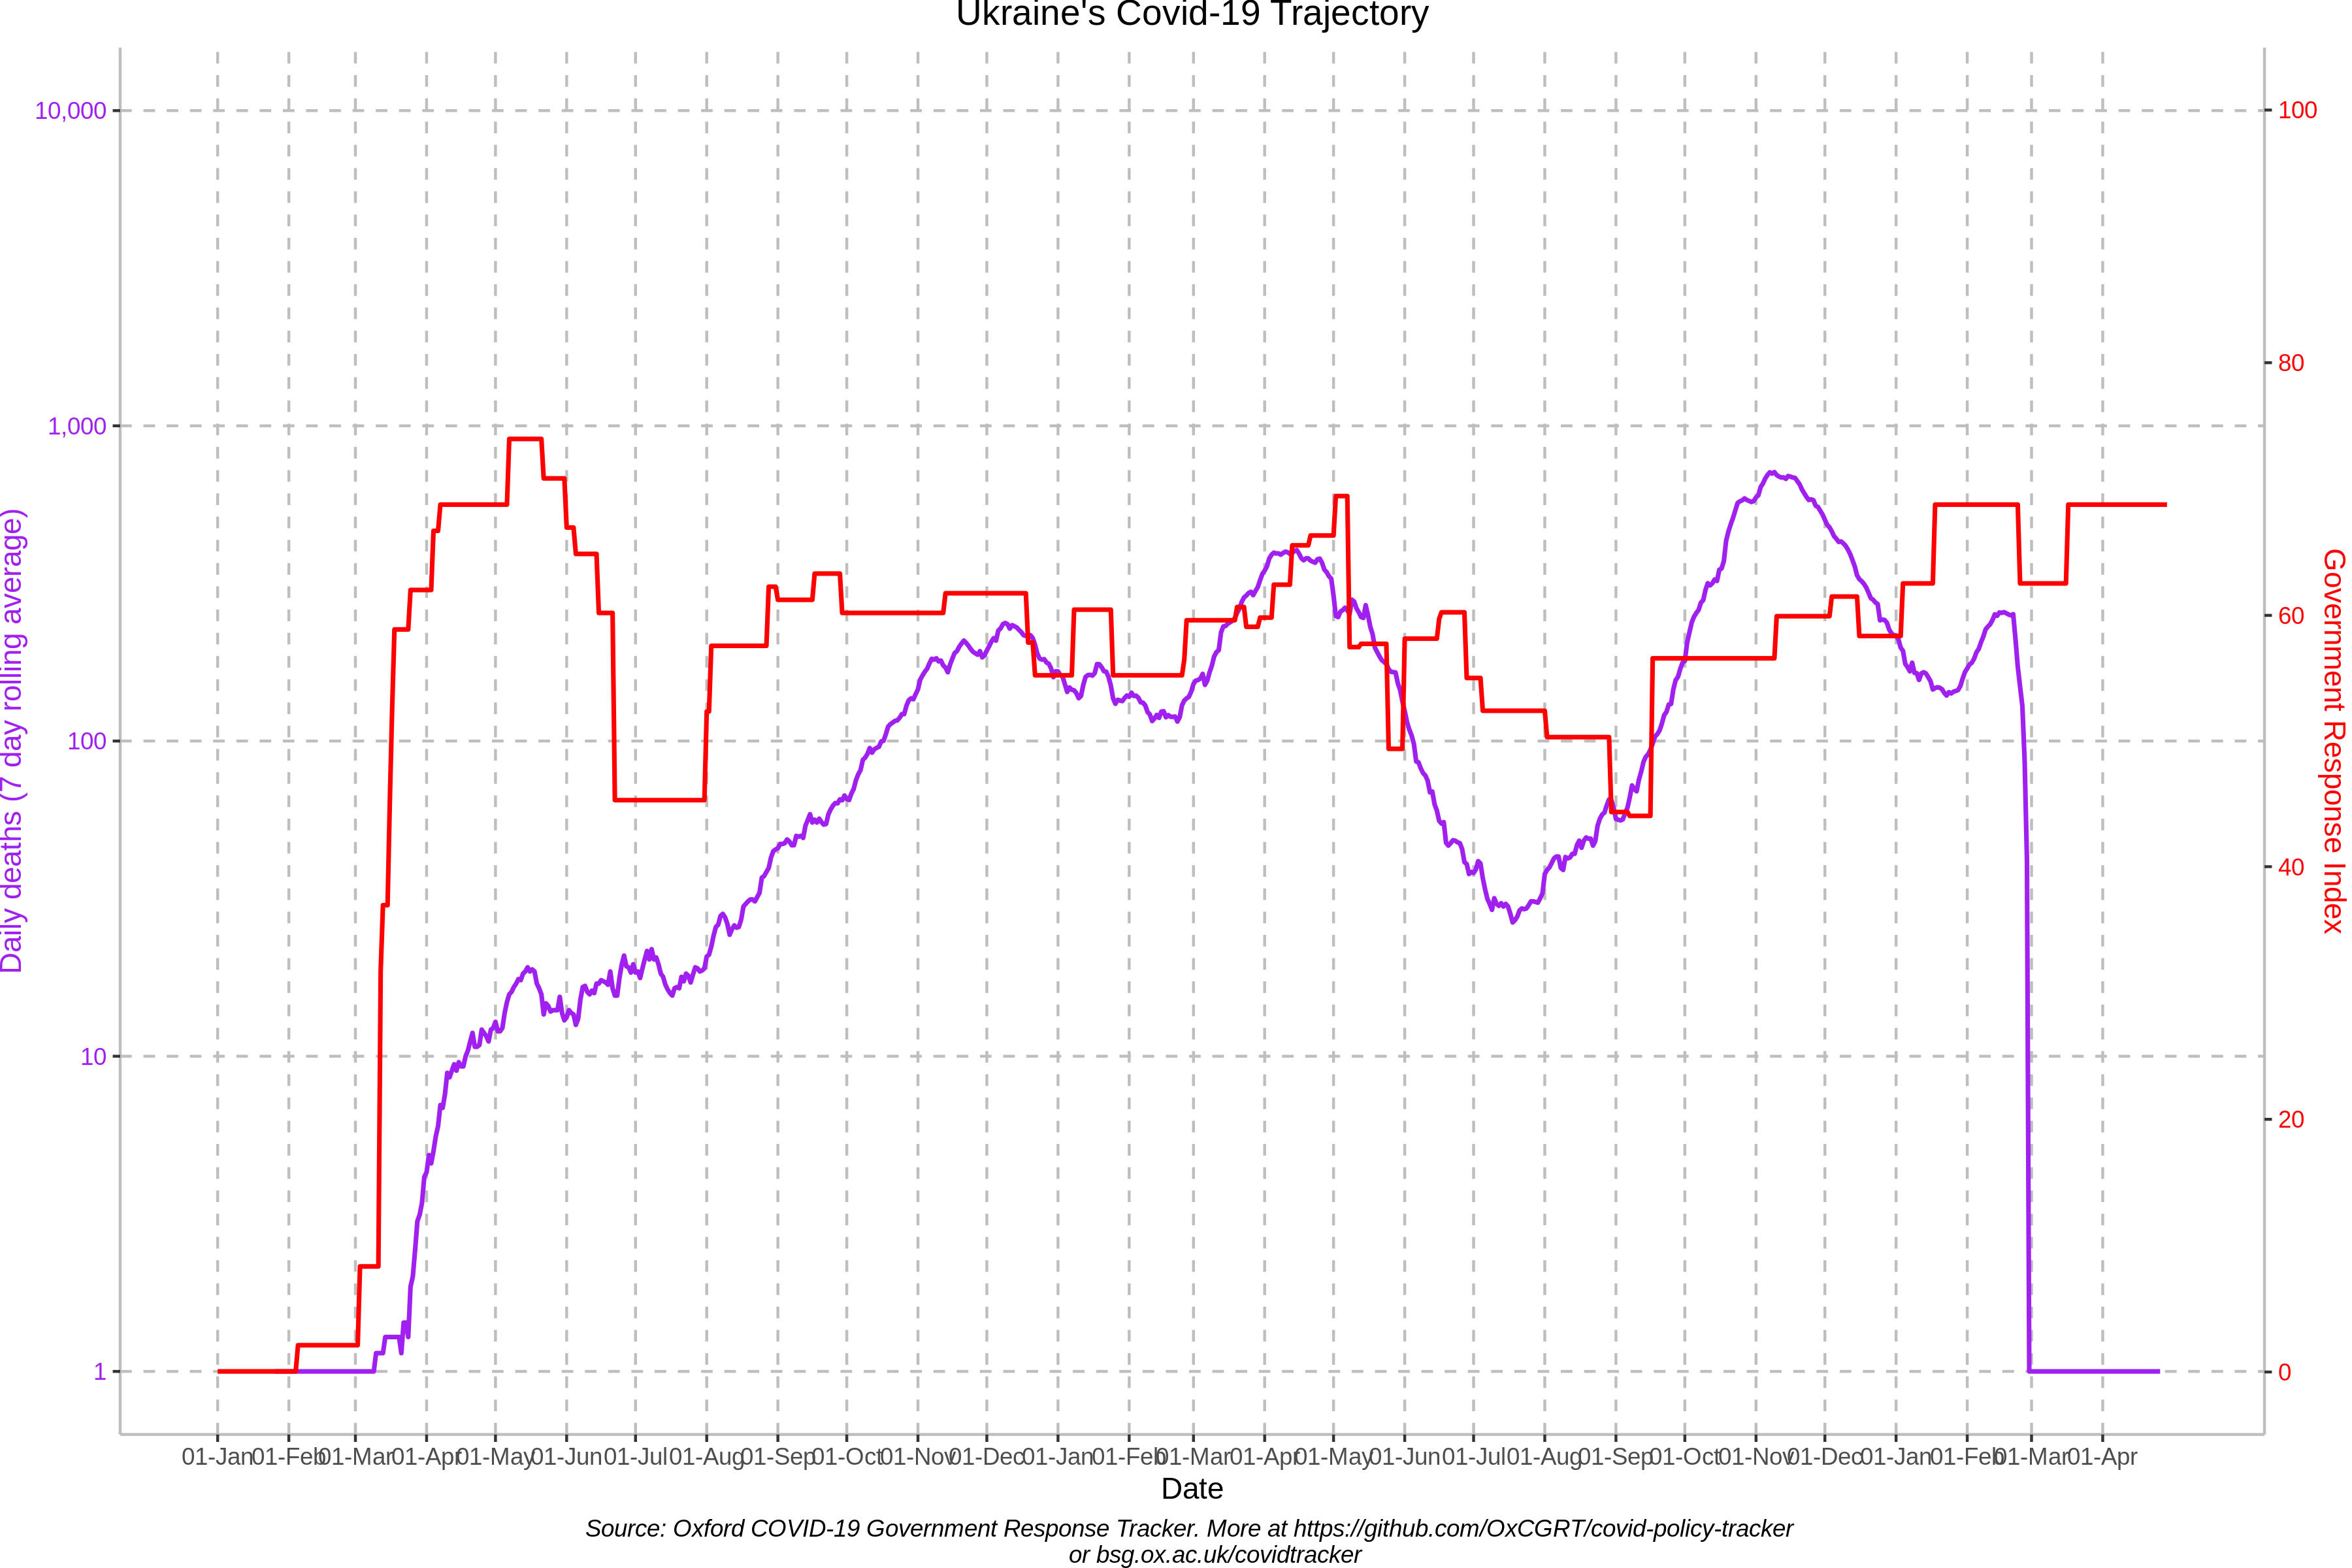 Ukraine's Covid-19 Trajectory
10,000
1,000
100
10
1
Daily deaths (7 day rolling average)
100
80
60
40
20
0
Government Response Index
01-Jan
01-Feb
01-Mar
01-Apr
01-May
01-Jun
01-Jul
01-Aug
01-Sep
01-Oct
01-Nov
01-Dec
01-Jan
01-Feb
01-Mar
01-Apr
01-May
01-Jun
01-Jul
01-Aug
01-Sep
01-Oct
01-Nov
01-Dec
01-Jan
01-Feb
01-Mar
01-Apr
Date
Source: Oxford COVID-19 Government Response Tracker. More at https://github.com/OxCGRT/covid-policy-tracker
or bsg.ox.ac.uk/covidtracker